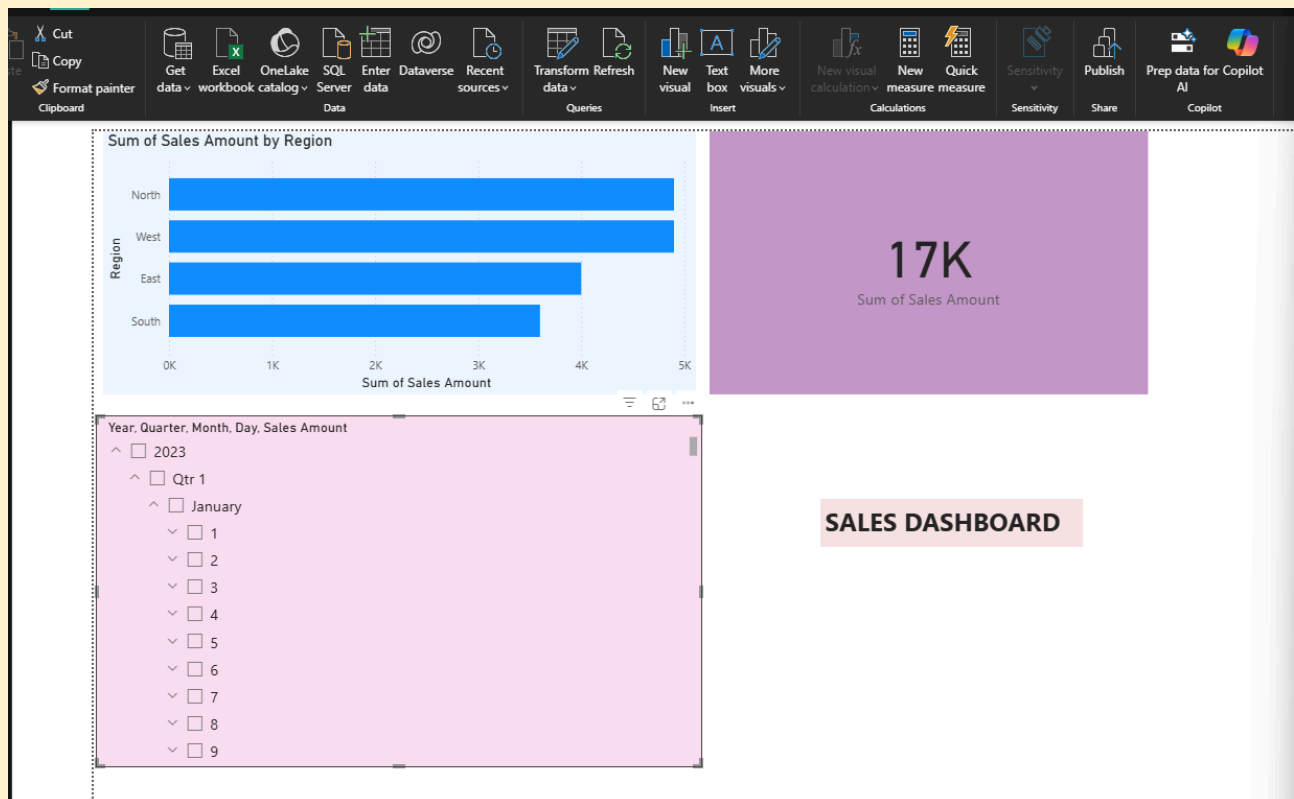 Cut
Copy
Format painter
Clipboard
Get data
Excel workbook
OneLake catalog
SQL Server
Enter data
Dataverse
Recent sources
Data
Transform data
Refresh
Queries
New visual
Text box
More visuals
Insert
New visual calculation
New measure
Quick measure
Calculations
Sensitivity
Sensitivity
Publish
Share
Prep data for AI
Copilot
Copilot
Sum of Sales Amount by Region
Region
North
West
East
South
0K 1K 2K 3K 4K 5K
Sum of Sales Amount
17K
Sum of Sales Amount
Year, Quarter, Month, Day, Sales Amount
2023
Qtr 1
January
1
2
3
4
5
6
7
8
9
SALES DASHBOARD